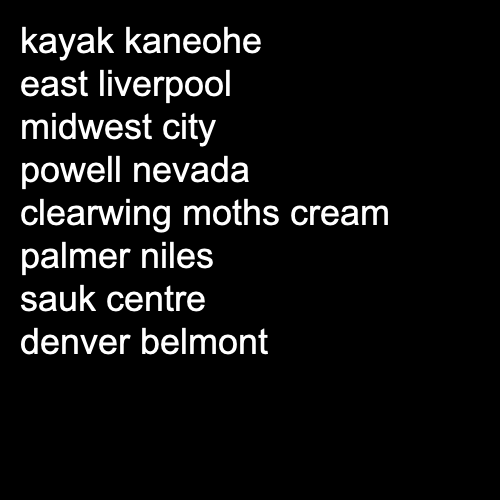 kayak kaneohe
east liverpool
midwest city
powell nevada
clearwing moths cream
palmer niles
sauk centre
denver belmont